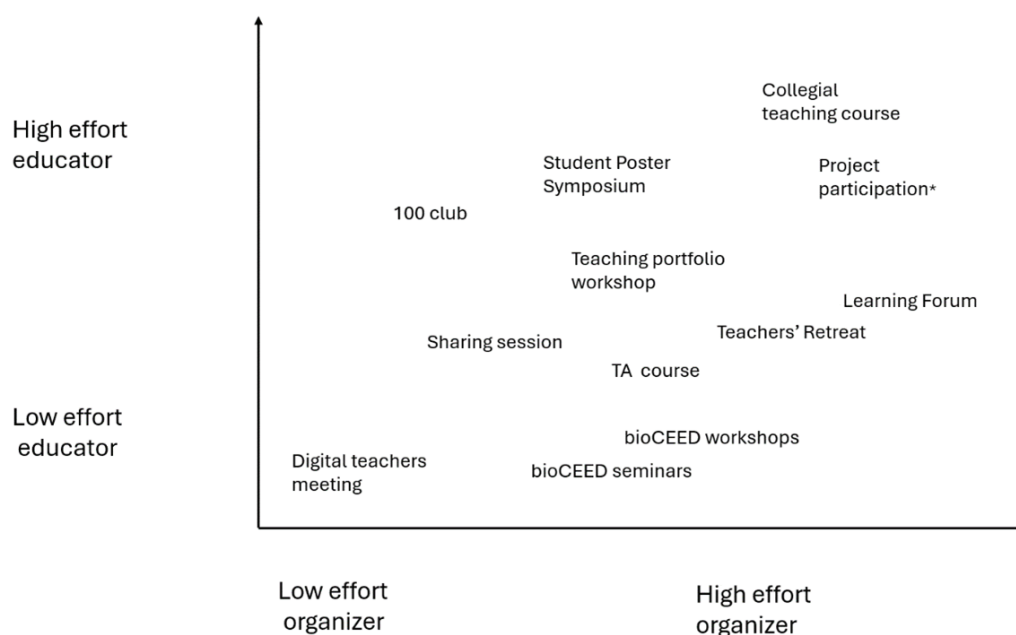 Collegial
teaching course
High effort
educator
Student Poster
Symposium
Project
participation*
100 club
Teaching portfolio
workshop
Learning Forum
Teachers’ Retreat
Sharing session
TA  course
Low effort
educator
bioCEED workshops
Digital teachers
meeting
bioCEED seminars
Low effort
organizer
High effort
organizer